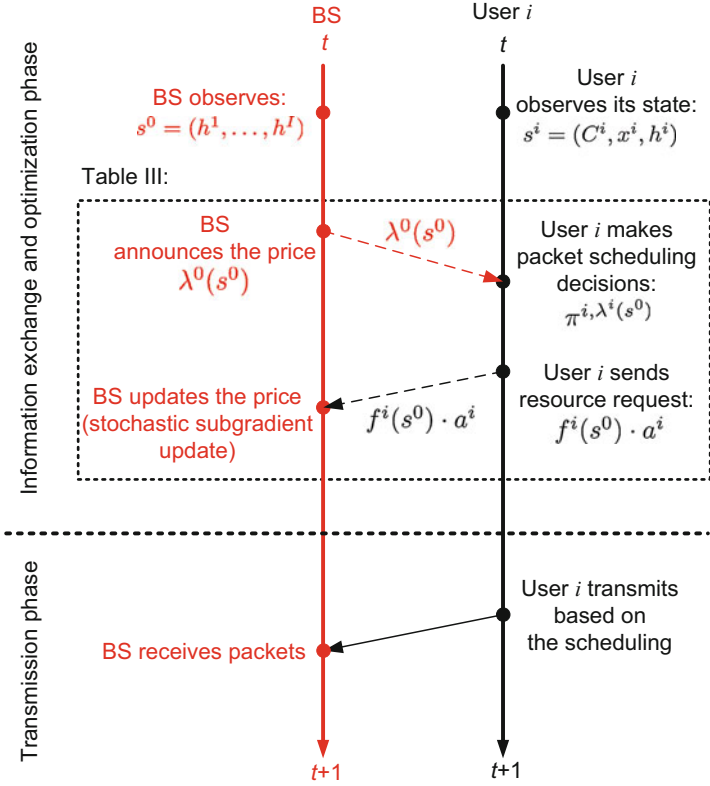 BS
User i
t
t
Information exchange and optimization phase
BS observes:
s⁰ = (h¹, . . . , hᴵ)
User i
observes its state:
sⁱ = (Cⁱ, xⁱ, hⁱ)
Table III:
BS
announces the price
λ⁰(s⁰)
λ⁰(s⁰)
User i makes
packet scheduling
decisions:
π^{i,λⁱ(s⁰)}
BS updates the price
(stochastic subgradient
update)
fⁱ(s⁰) · aⁱ
User i sends
resource request:
fⁱ(s⁰) · aⁱ
Transmission phase
User i transmits
based on
the scheduling
BS receives packets
t+1
t+1